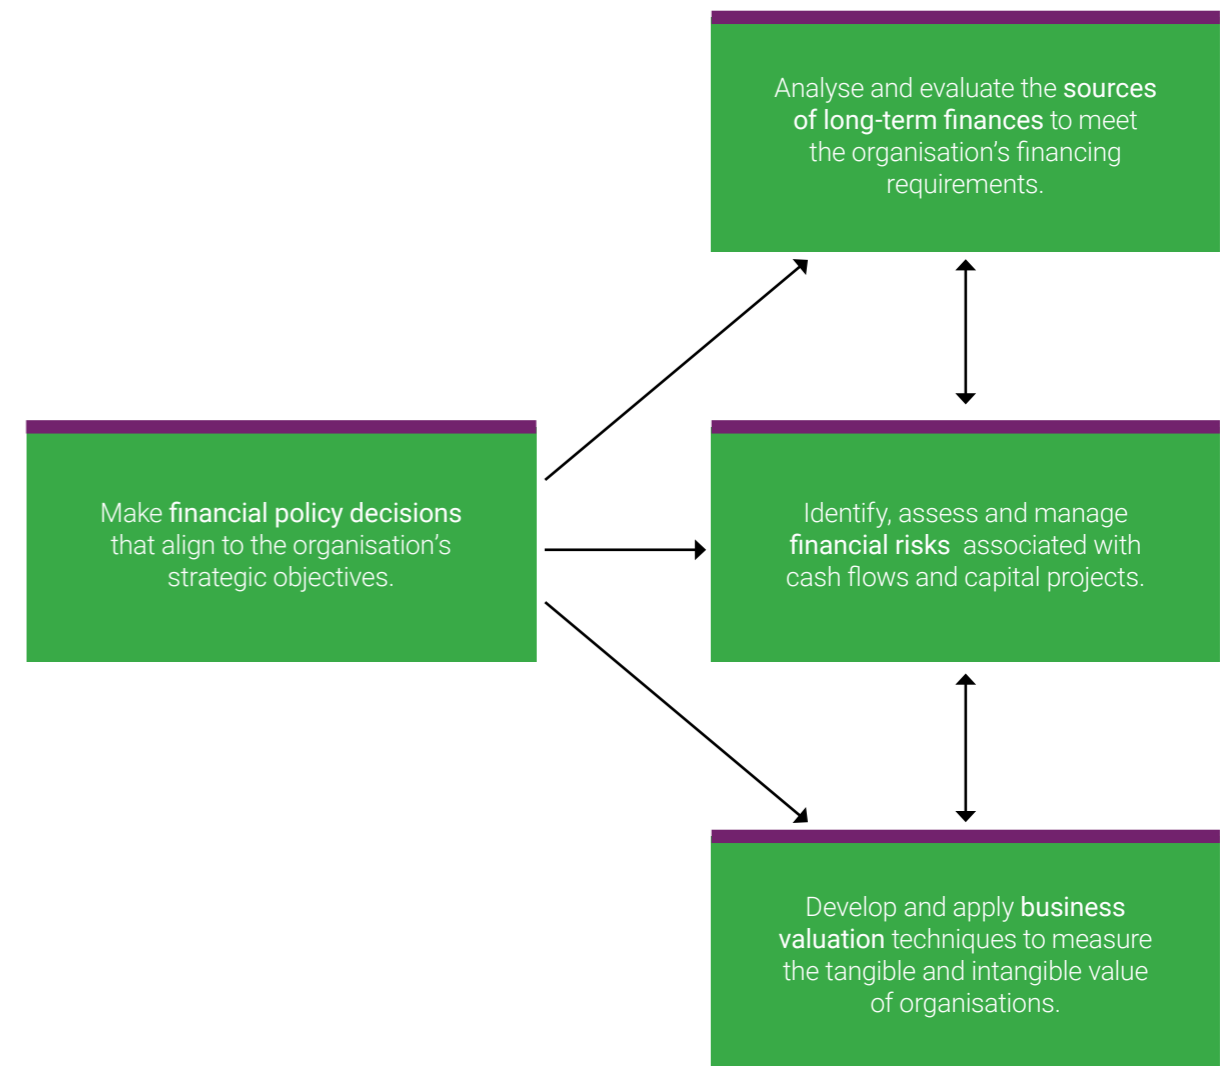 Analyse and evaluate the sources
of long-term finances to meet
the organisation's financing
requirements.
Make financial policy decisions
that align to the organisation's
strategic objectives.
Identify, assess and manage
financial risks associated with
cash flows and capital projects.
Develop and apply business
valuation techniques to measure
the tangible and intangible value
of organisations.